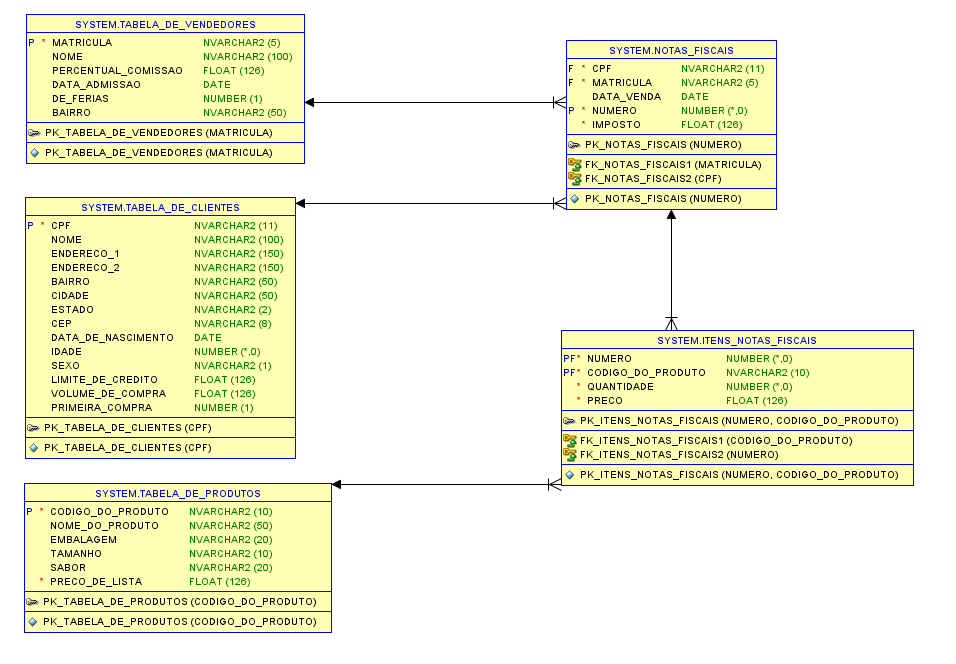 SYSTEM.TABELA_DE_VENDEDORES
P * MATRICULA NVARCHAR2 (5)
NOME NVARCHAR2 (100)
PERCENTUAL_COMISSAO FLOAT (126)
DATA_ADMISSAO DATE
DE_FERIAS NUMBER (1)
BAIRRO NVARCHAR2 (50)
PK_TABELA_DE_VENDEDORES (MATRICULA)
PK_TABELA_DE_VENDEDORES (MATRICULA)
SYSTEM.NOTAS_FISCAIS
F * CPF NVARCHAR2 (11)
F * MATRICULA NVARCHAR2 (5)
DATA_VENDA DATE
P * NUMERO NUMBER (*,0)
* IMPOSTO FLOAT (126)
PK_NOTAS_FISCAIS (NUMERO)
FK_NOTAS_FISCAIS1 (MATRICULA)
FK_NOTAS_FISCAIS2 (CPF)
PK_NOTAS_FISCAIS (NUMERO)
SYSTEM.TABELA_DE_CLIENTES
P * CPF NVARCHAR2 (11)
NOME NVARCHAR2 (100)
ENDERECO_1 NVARCHAR2 (150)
ENDERECO_2 NVARCHAR2 (150)
BAIRRO NVARCHAR2 (50)
CIDADE NVARCHAR2 (50)
ESTADO NVARCHAR2 (2)
CEP NVARCHAR2 (8)
DATA_DE_NASCIMENTO DATE
IDADE NUMBER (*,0)
SEXO NVARCHAR2 (1)
LIMITE_DE_CREDITO FLOAT (126)
VOLUME_DE_COMPRA FLOAT (126)
PRIMEIRA_COMPRA NUMBER (1)
PK_TABELA_DE_CLIENTES (CPF)
PK_TABELA_DE_CLIENTES (CPF)
SYSTEM.ITENS_NOTAS_FISCAIS
PF* NUMERO NUMBER (*,0)
PF* CODIGO_DO_PRODUTO NVARCHAR2 (10)
* QUANTIDADE NUMBER (*,0)
* PRECO FLOAT (126)
PK_ITENS_NOTAS_FISCAIS (NUMERO, CODIGO_DO_PRODUTO)
FK_ITENS_NOTAS_FISCAIS1 (CODIGO_DO_PRODUTO)
FK_ITENS_NOTAS_FISCAIS2 (NUMERO)
PK_ITENS_NOTAS_FISCAIS (NUMERO, CODIGO_DO_PRODUTO)
SYSTEM.TABELA_DE_PRODUTOS
P * CODIGO_DO_PRODUTO NVARCHAR2 (10)
NOME_DO_PRODUTO NVARCHAR2 (50)
EMBALAGEM NVARCHAR2 (20)
TAMANHO NVARCHAR2 (10)
SABOR NVARCHAR2 (20)
* PRECO_DE_LISTA FLOAT (126)
PK_TABELA_DE_PRODUTOS (CODIGO_DO_PRODUTO)
PK_TABELA_DE_PRODUTOS (CODIGO_DO_PRODUTO)